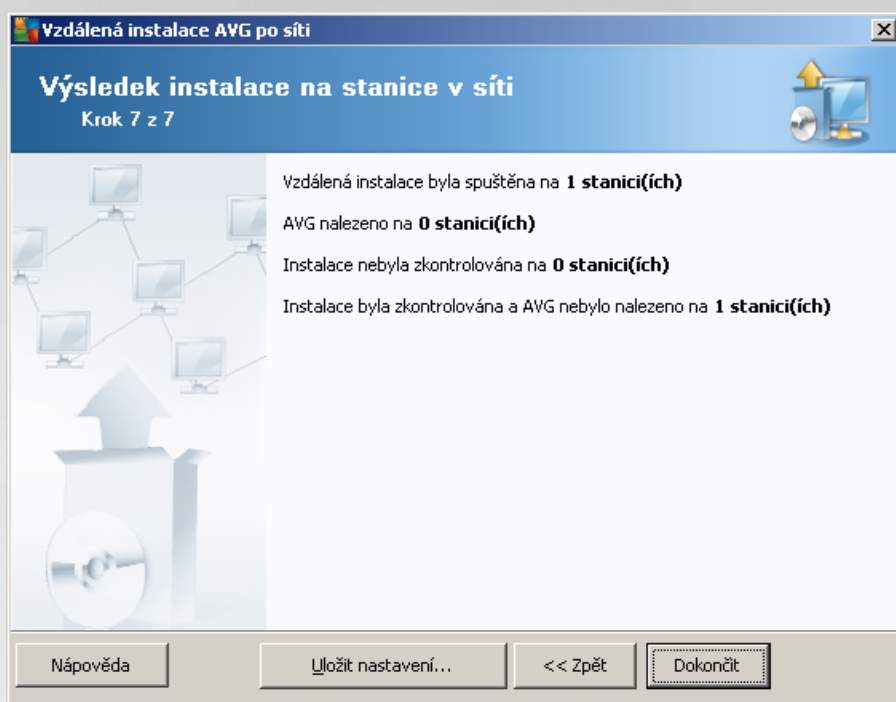 Vzdálená instalace AVG po síti
Výsledek instalace na stanice v síti
Krok 7 z 7
Vzdálená instalace byla spuštěna na 1 stanici(ích)
AVG nalezeno na 0 stanici(ích)
Instalace nebyla zkontrolována na 0 stanici(ích)
Instalace byla zkontrolována a AVG nebylo nalezeno na 1 stanici(ích)
Nápověda Uložit nastavení... << Zpět Dokončit